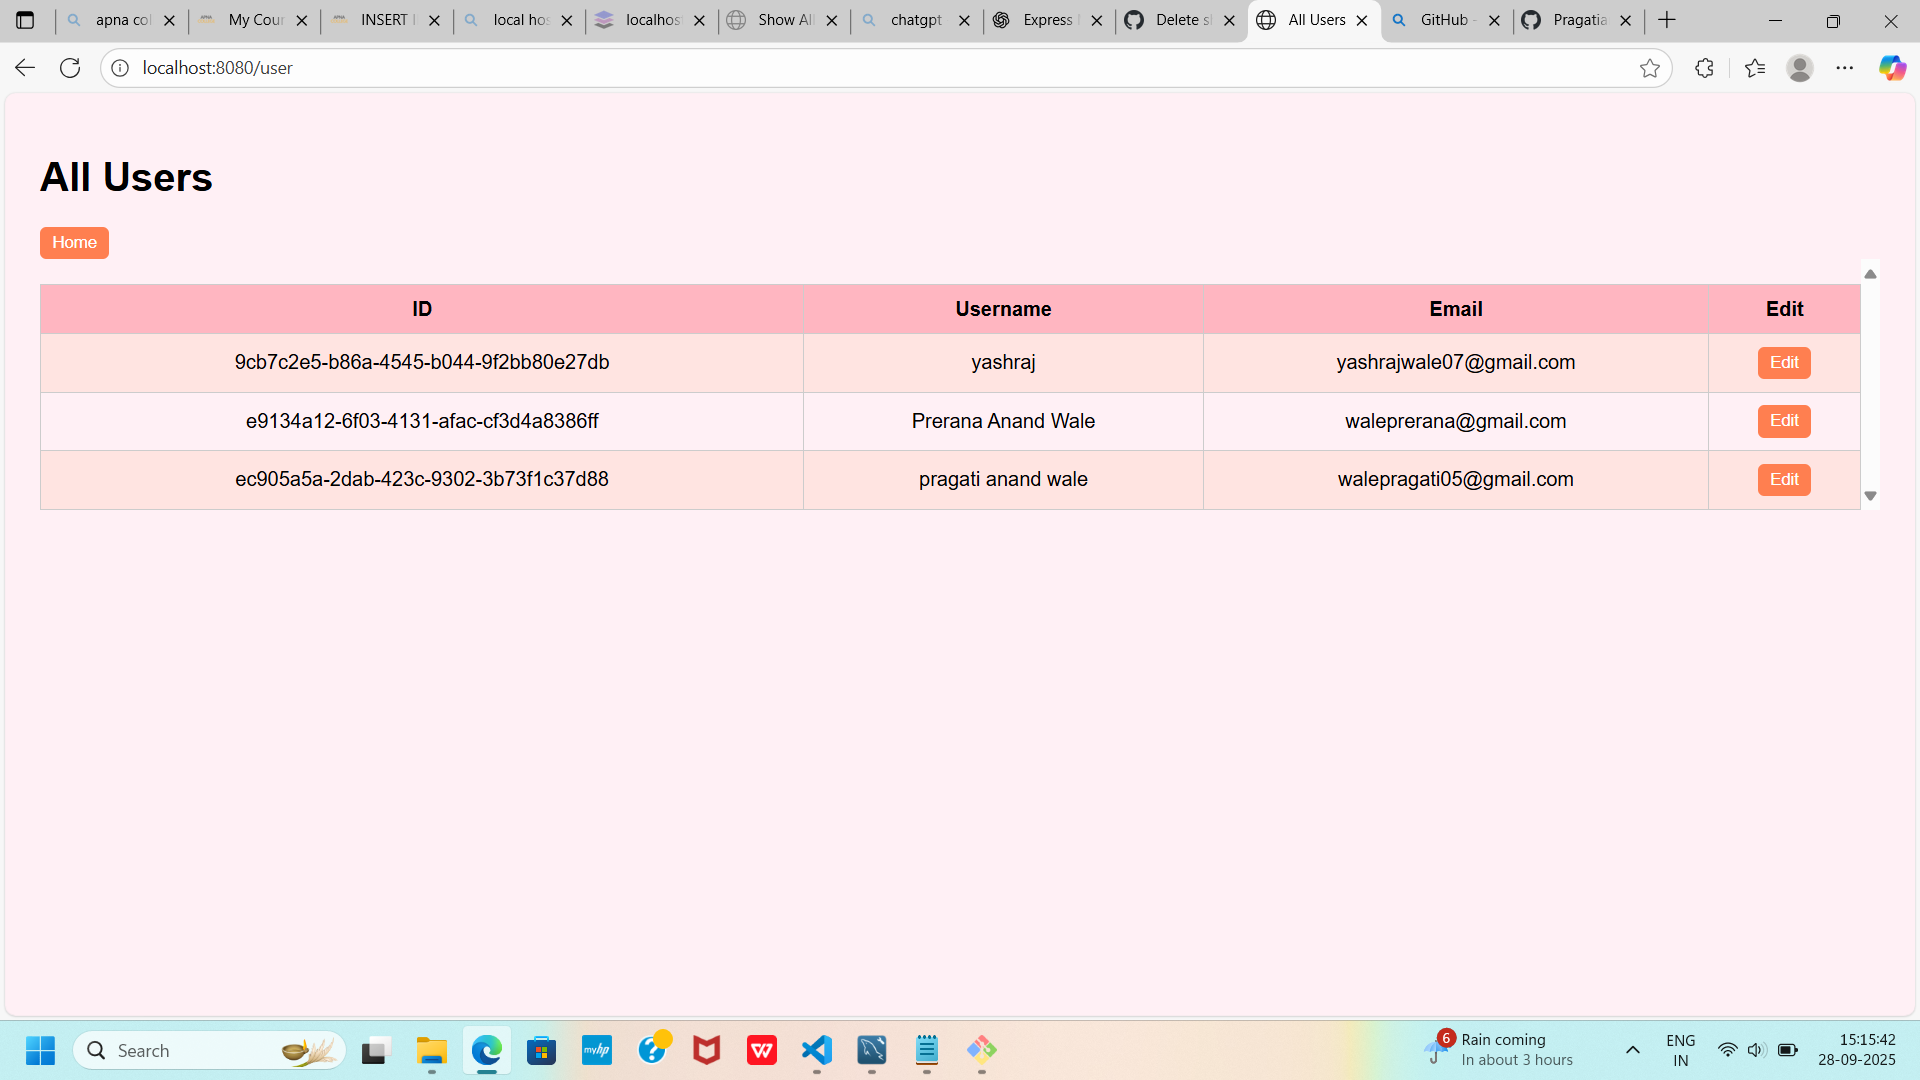 apna col
My Cour
INSERT I
local hos
localhos
Show All
chatgpt
Express
Delete sl
All Users
GitHub -
Pragatia
localhost:8080/user
All Users
Home
ID Username Email Edit
9cb7c2e5-b86a-4545-b044-9f2bb80e27db yashraj yashrajwale07@gmail.com Edit
e9134a12-6f03-4131-afac-cf3d4a8386ff Prerana Anand Wale waleprerana@gmail.com Edit
ec905a5a-2dab-423c-9302-3b73f1c37d88 pragati anand wale walepragati05@gmail.com Edit
Search
myhp
6
Rain coming
In about 3 hours
ENG
IN
15:15:42
28-09-2025